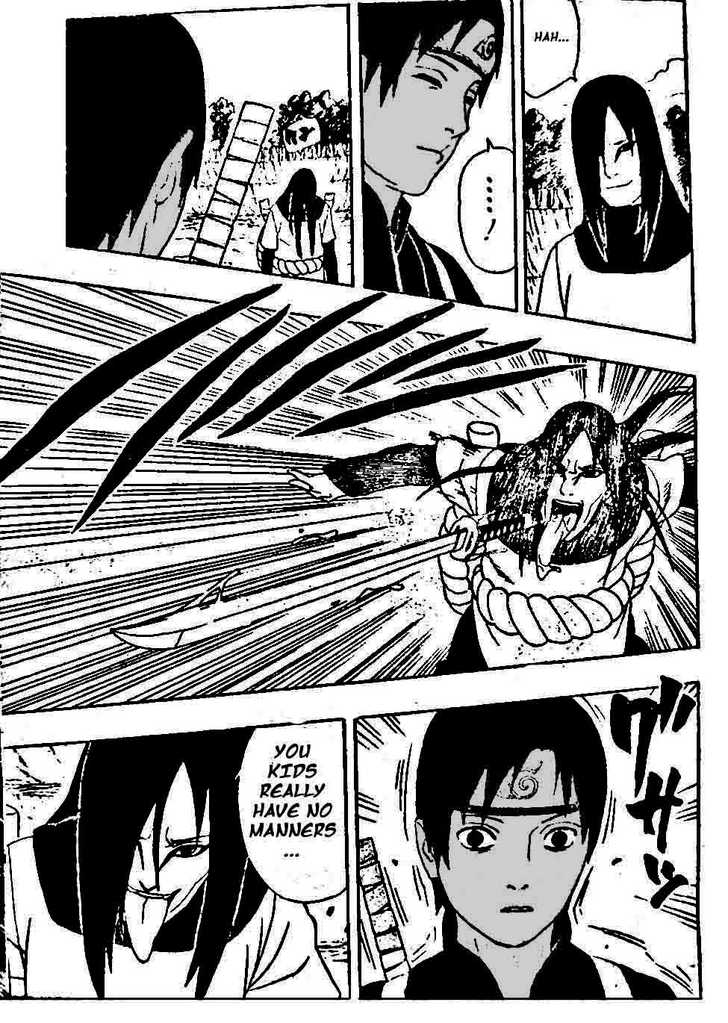 HAH...
......,
YOU
KIDS
REALLY
HAVE NO
MANNERS
...
グサッ